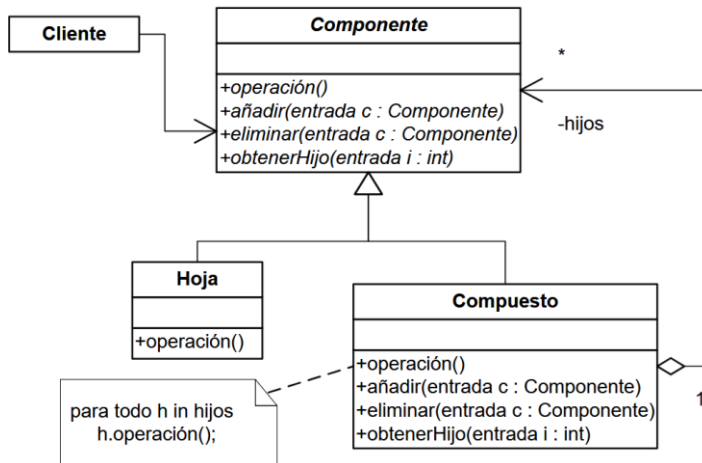 Cliente
Componente
+operación()
+añadir(entrada c : Componente)
+eliminar(entrada c : Componente)
+obtenerHijo(entrada i : int)
*
-hijos
Hoja
+operación()
Compuesto
+operación()
+añadir(entrada c : Componente)
+eliminar(entrada c : Componente)
+obtenerHijo(entrada i : int)
1
para todo h in hijos
h.operación();